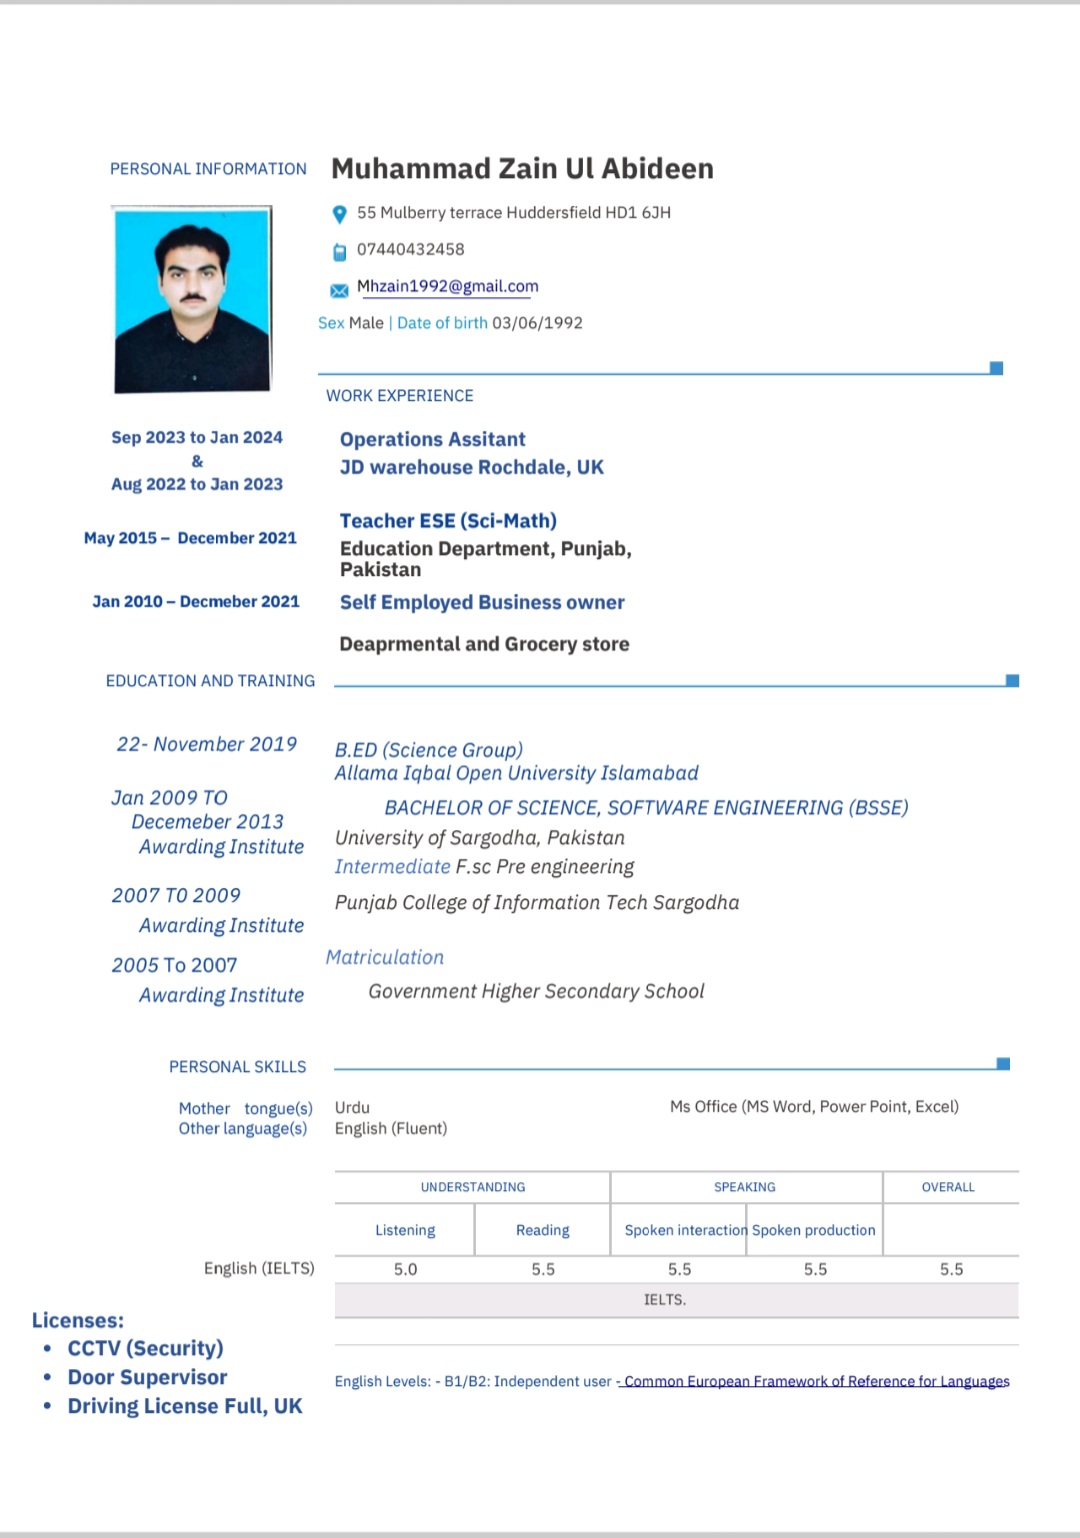 PERSONAL INFORMATION
Muhammad Zain Ul Abideen
55 Mulberry terrace Huddersfield HD1 6JH
07440432458
Mhzain1992@gmail.com
Sex Male | Date of birth 03/06/1992
WORK EXPERIENCE
Sep 2023 to Jan 2024
&
Aug 2022 to Jan 2023
Operations Assitant
JD warehouse Rochdale, UK
May 2015 – December 2021
Teacher ESE (Sci-Math)
Education Department, Punjab,
Pakistan
Jan 2010 – Decmeber 2021
Self Employed Business owner
Deaprmental and Grocery store
EDUCATION AND TRAINING
22- November 2019
B.ED (Science Group)
Allama Iqbal Open University Islamabad
Jan 2009 TO
Decemeber 2013
Awarding Institute
BACHELOR OF SCIENCE, SOFTWARE ENGINEERING (BSSE)
University of Sargodha, Pakistan
Intermediate F.sc Pre engineering
2007 T0 2009
Awarding Institute
Punjab College of Information Tech Sargodha
2005 To 2007
Awarding Institute
Matriculation
Government Higher Secondary School
PERSONAL SKILLS
Mother tongue(s) Urdu
Other language(s) English (Fluent)
Ms Office (MS Word, Power Point, Excel)
UNDERSTANDING SPEAKING OVERALL
Listening Reading Spoken interaction Spoken production
English (IELTS) 5.0 5.5 5.5 5.5 5.5
IELTS.
Licenses:
• CCTV (Security)
• Door Supervisor
• Driving License Full, UK
English Levels: - B1/B2: Independent user - Common European Framework of Reference for Languages